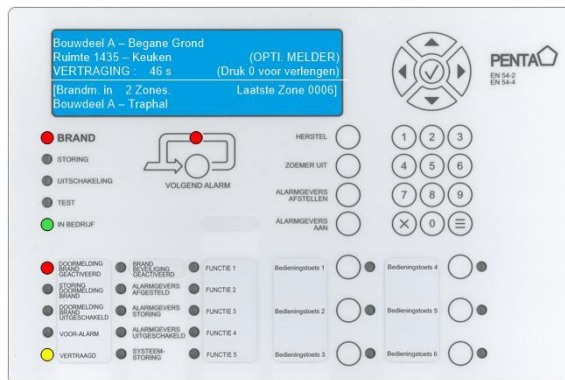 Bouwdeel A – Begane Grond
Ruimte 1435 – Keuken (OPTI. MELDER)
VERTRAGING : 46 s (Druk 0 voor verlengen)
[Brandm. in 2 Zones. Laatste Zone 0006]
Bouwdeel A – Traphal
PENTA
EN 54-2
EN 54-4
BRAND
STORING
UITSCHAKELING
TEST
IN BEDRIJF
VOLGEND ALARM
HERSTEL
ZOEMER UIT
ALARMGEVERS
AFSTELLEN
ALARMGEVERS
AAN
1 2 3
4 5 6
7 8 9
0
DOORMELDING
BRAND
GEACTIVEERD
STORING
DOORMELDING
BRAND
DOORMELDING
BRAND
UITGESCHAKELD
VOOR-ALARM
VERTRAAGD
BRAND
BEVEILIGING
GEACTIVEERD
ALARMGEVERS
AFGESTELD
ALARMGEVERS
STORING
ALARMGEVERS
UITGESCHAKELD
SYSTEEM-
STORING
FUNCTIE 1
FUNCTIE 2
FUNCTIE 3
FUNCTIE 4
FUNCTIE 5
Bedieningstoets 1
Bedieningstoets 2
Bedieningstoets 3
Bedieningstoets 4
Bedieningstoets 5
Bedieningstoets 6